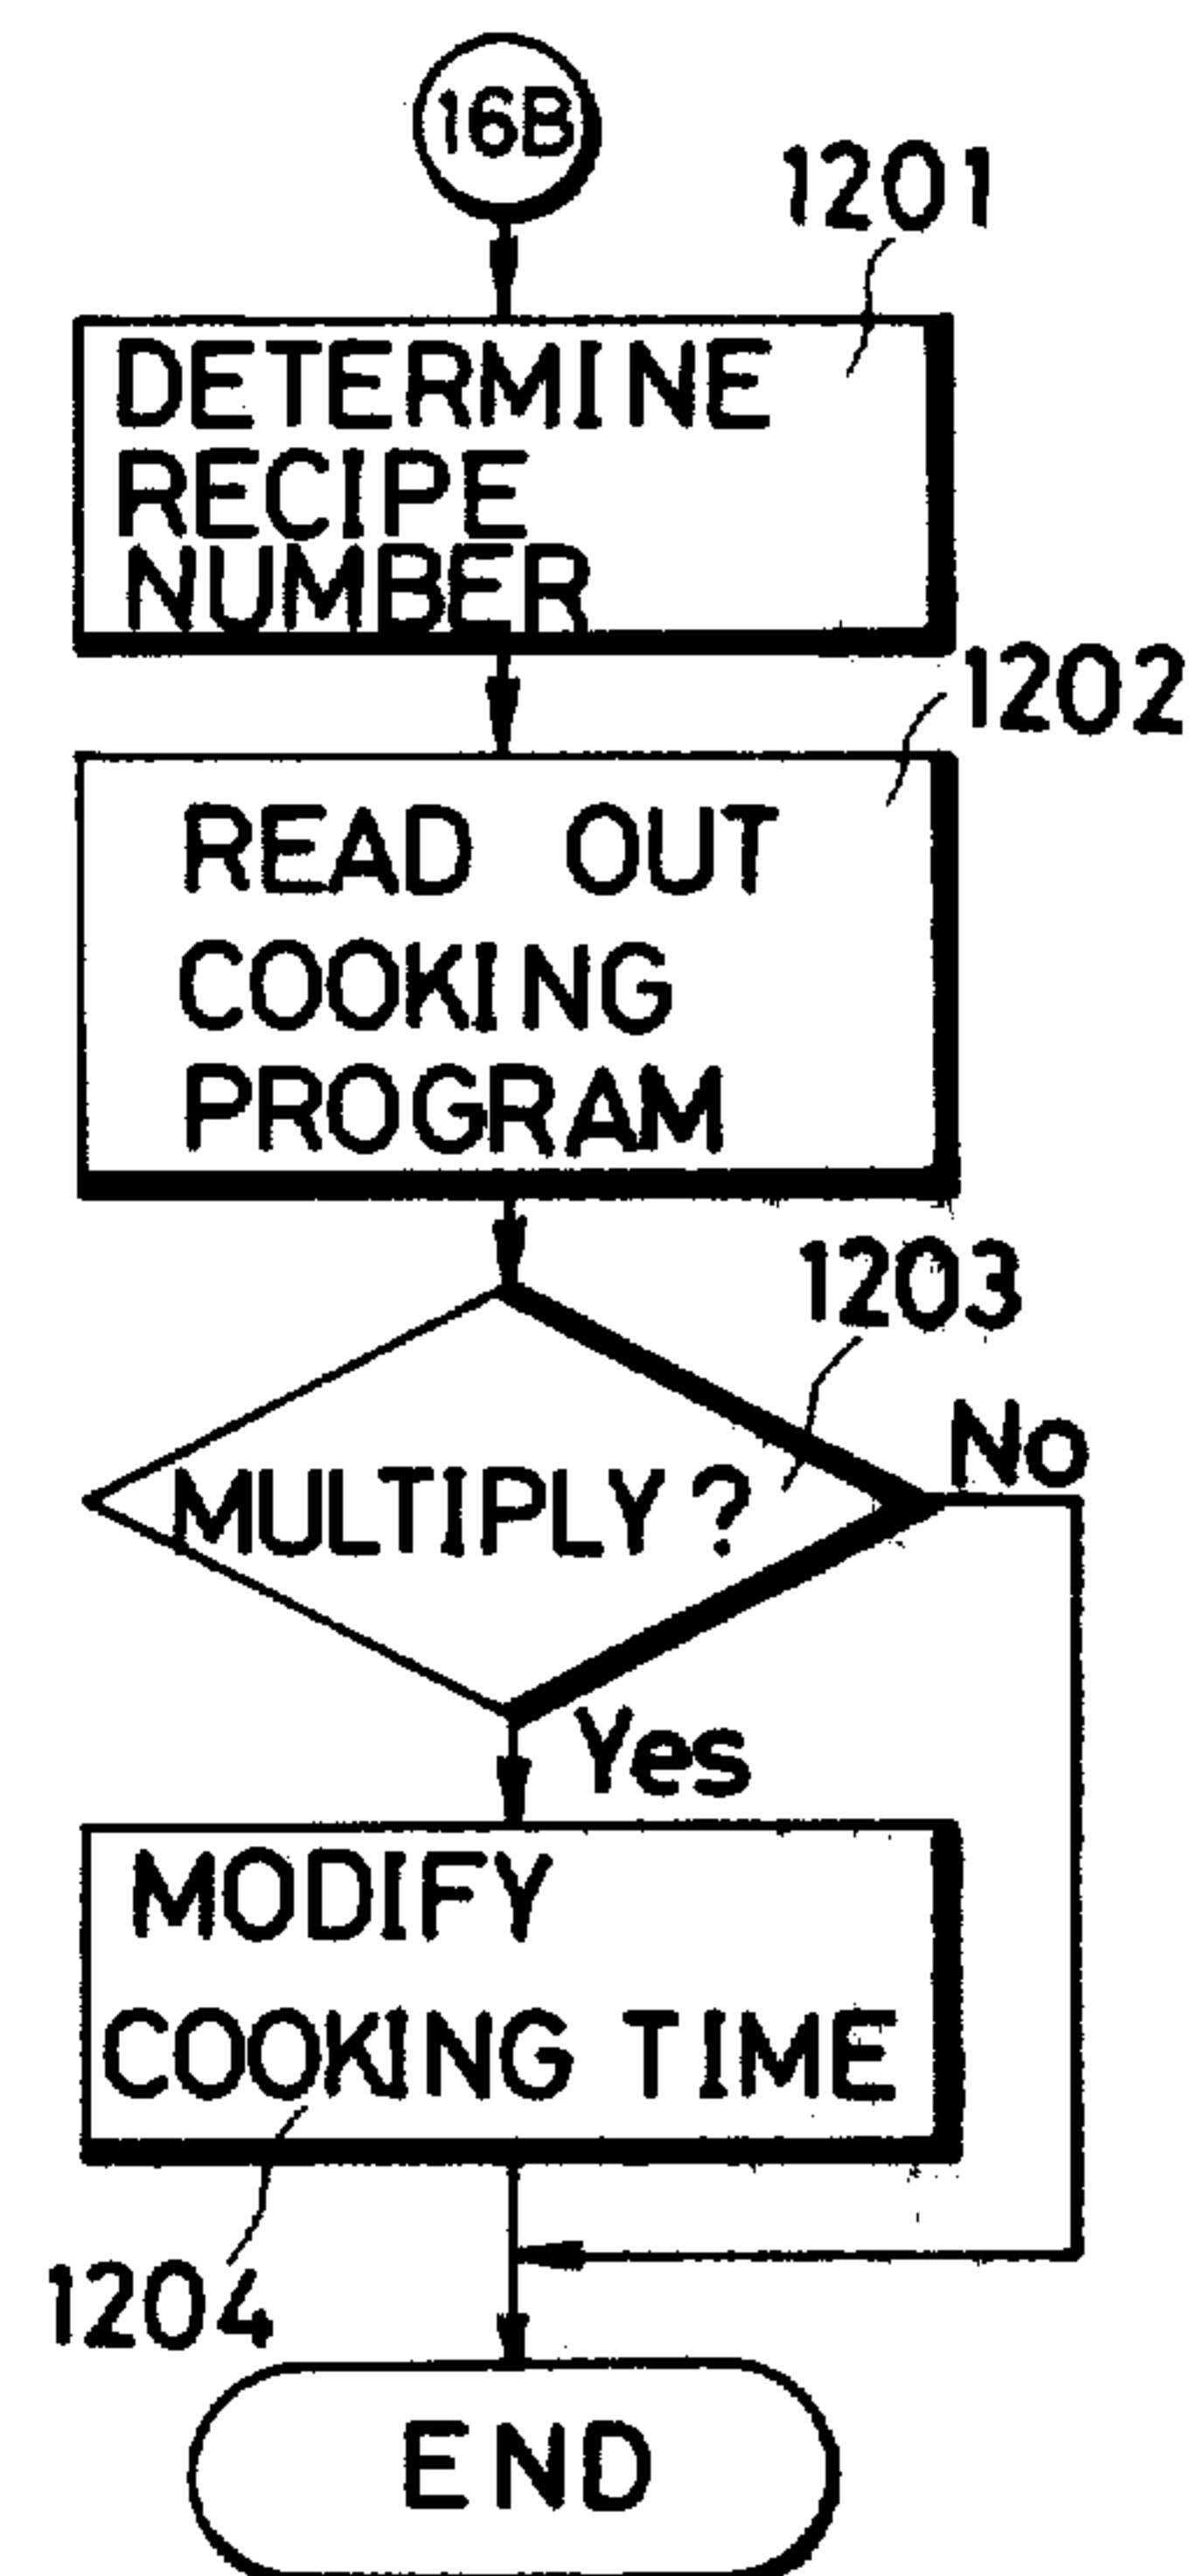 16B
1201
DETERMINE
RECIPE
NUMBER
1202
READ OUT
COOKING
PROGRAM
1203
MULTIPLY?
No
Yes
MODIFY
COOKING TIME
1204
END